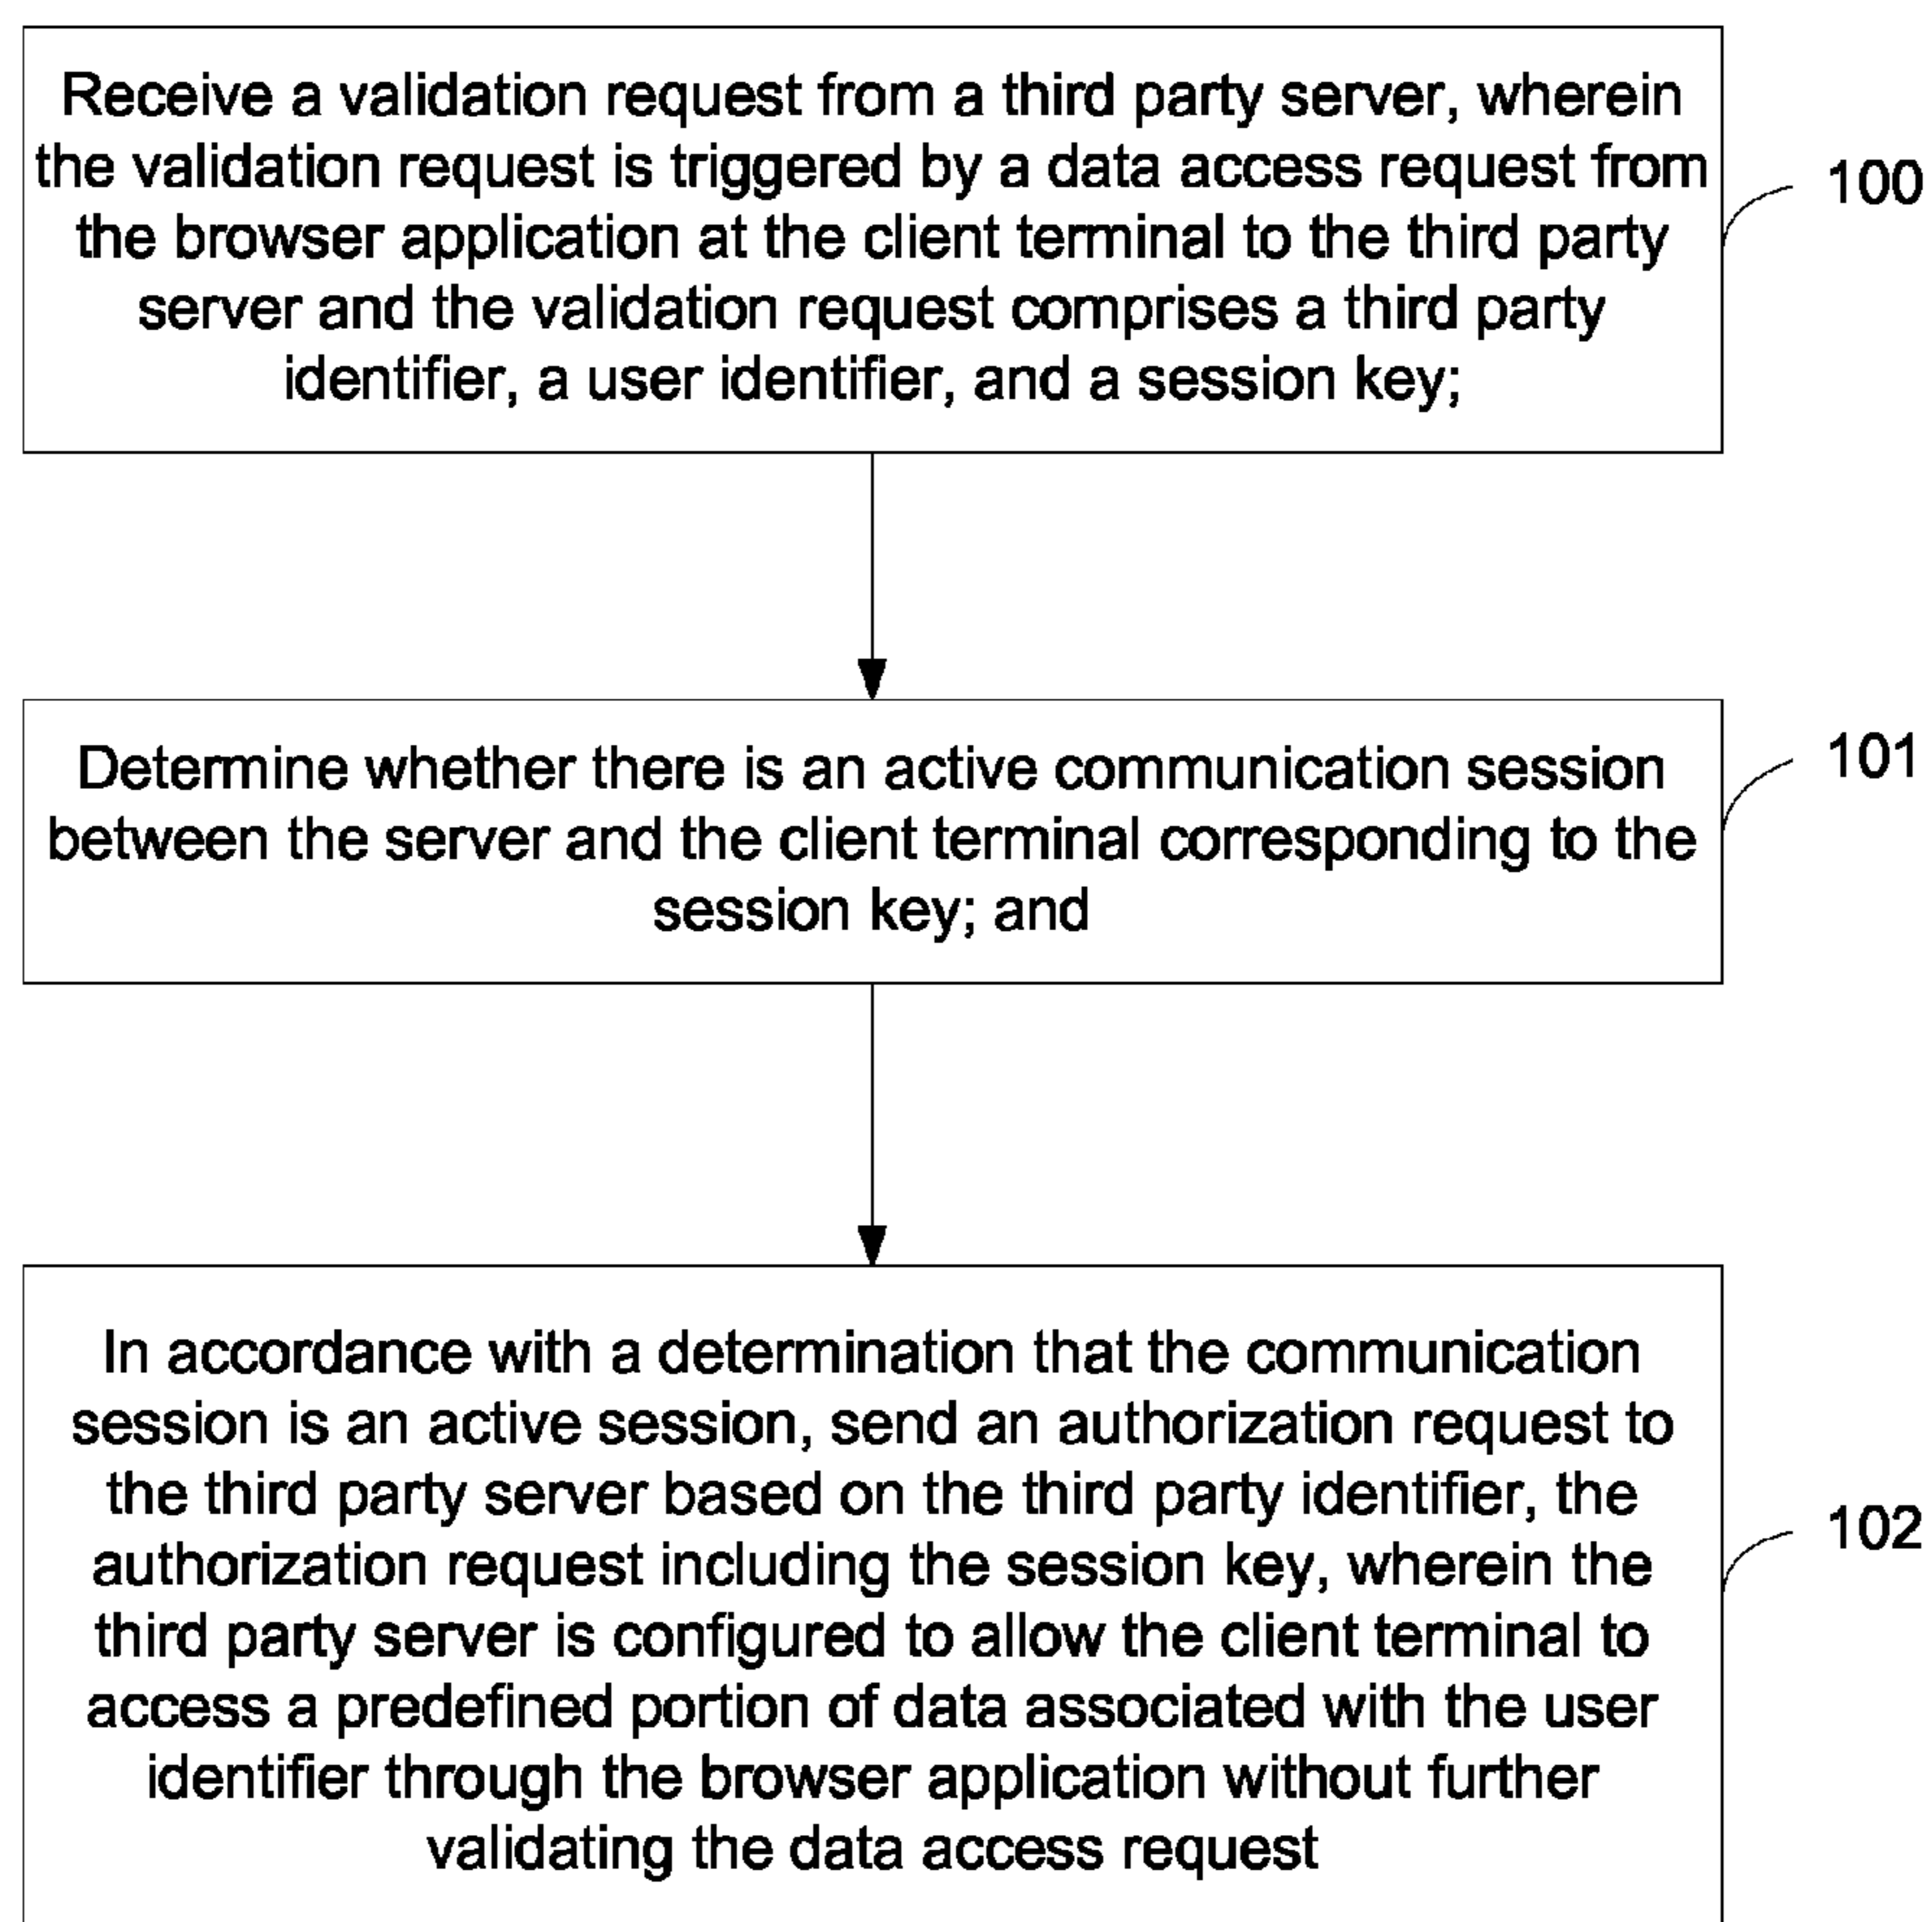 Receive a validation request from a third party server, wherein
the validation request is triggered by a data access request from
the browser application at the client terminal to the third party
server and the validation request comprises a third party
identifier, a user identifier, and a session key;
100
Determine whether there is an active communication session
between the server and the client terminal corresponding to the
session key; and
101
In accordance with a determination that the communication
session is an active session, send an authorization request to
the third party server based on the third party identifier, the
authorization request including the session key, wherein the
third party server is configured to allow the client terminal to
access a predefined portion of data associated with the user
identifier through the browser application without further
validating the data access request
102